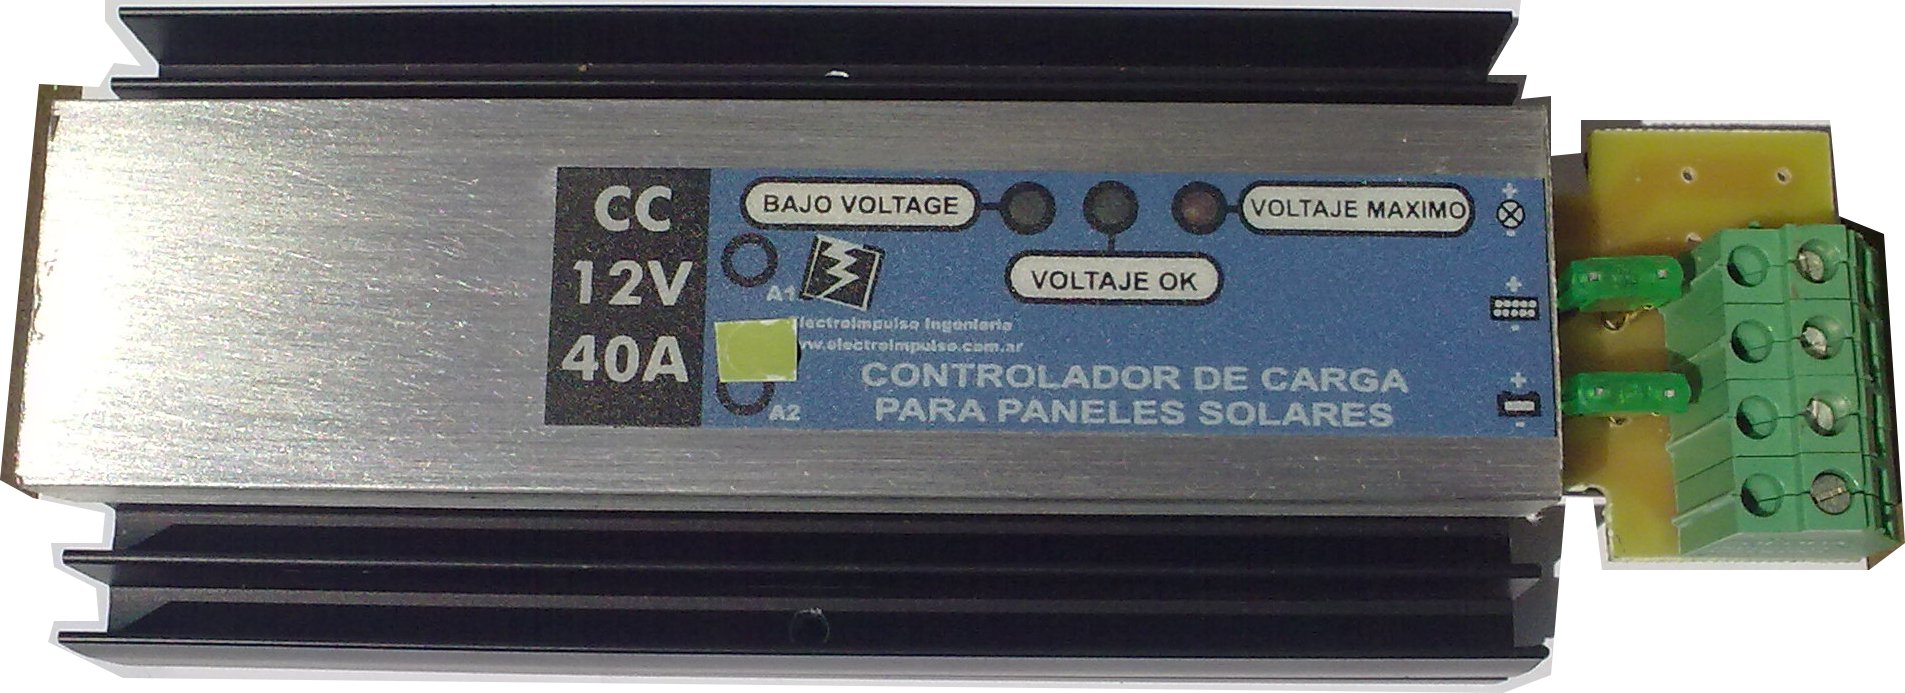 CC
12V
40A
BAJO VOLTAGE
VOLTAJE MAXIMO
VOLTAJE OK
A1
electroimpulso Ingenieria
electroimpulso.com.ar
CONTROLADOR DE CARGA
PARA PANELES SOLARES
A2
+
-
+
-
+
-